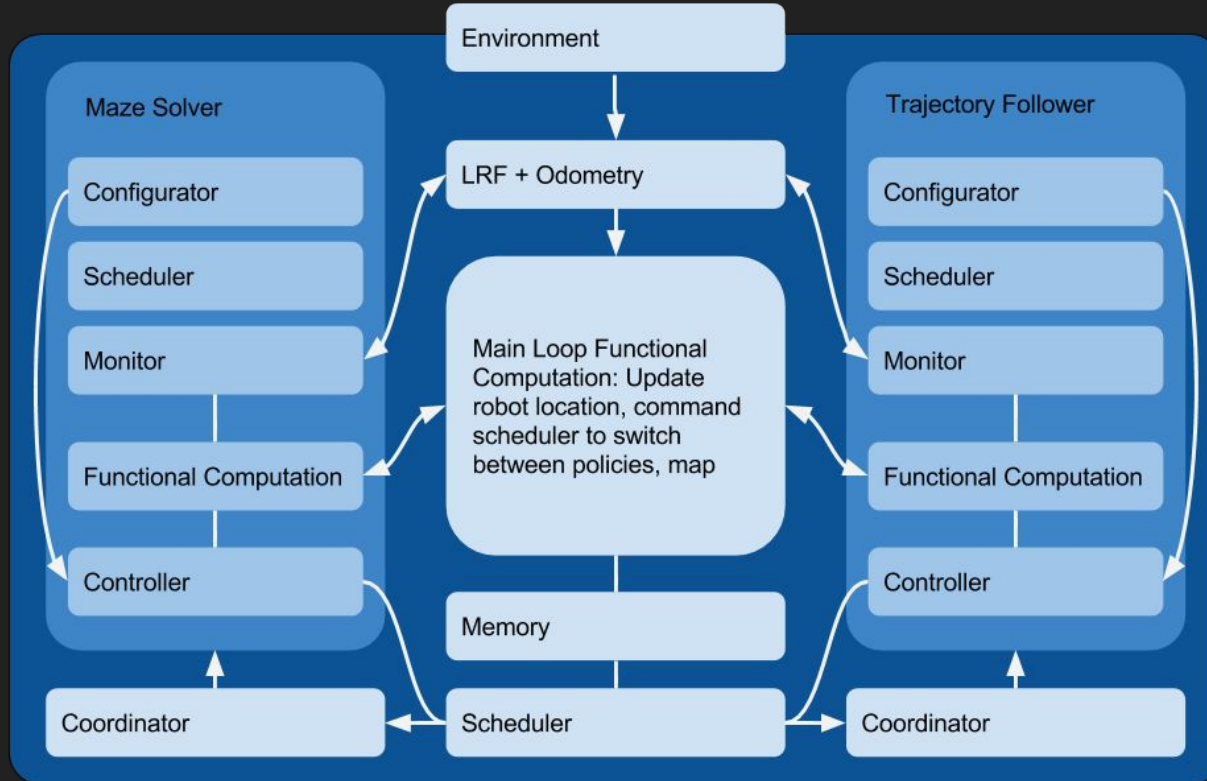 Environment
Maze Solver
Configurator
Scheduler
Monitor
Functional Computation
Controller
Coordinator
LRF + Odometry
Main Loop Functional
Computation: Update
robot location, command
scheduler to switch
between policies, map
Memory
Scheduler
Trajectory Follower
Configurator
Scheduler
Monitor
Functional Computation
Controller
Coordinator